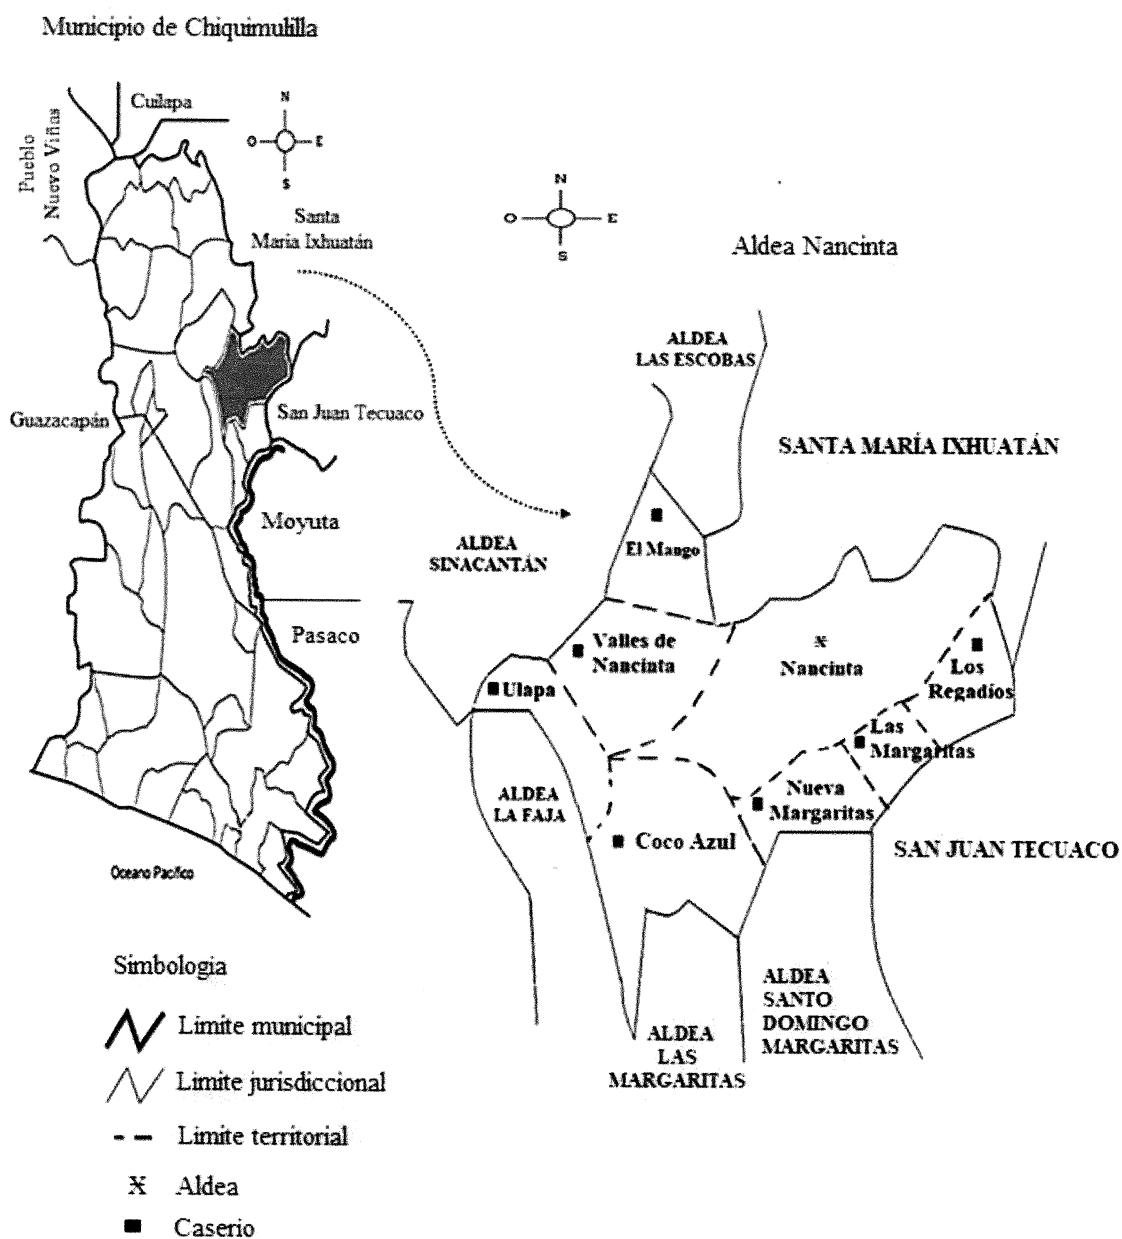 Municipio de Chiquimulilla
Cuilapa
Pueblo
Nuevo Viñas
N
O
E
S
Santa
Maria Ixhuatán
Guazacapán
San Juan Tecuaco
Moyuta
Pasaco
Oceano Pacífico
N
O
E
S
Aldea Nancinta
ALDEA
LAS ESCOBAS
SANTA MARÍA IXHUATÁN
El Mango
ALDEA
SINACANTÁN
Valles de
Nancinta
Nancinta
Los
Regadíos
Ulapa
Las
Margaritas
ALDEA
LA FAJA
Nueva
Margaritas
Coco Azul
SAN JUAN TECUACO
ALDEA
SANTO
DOMINGO
MARGARITAS
ALDEA
LAS
MARGARITAS
Simbologia
Limite municipal
Limite jurisdiccional
Limite territorial
Aldea
Caserio